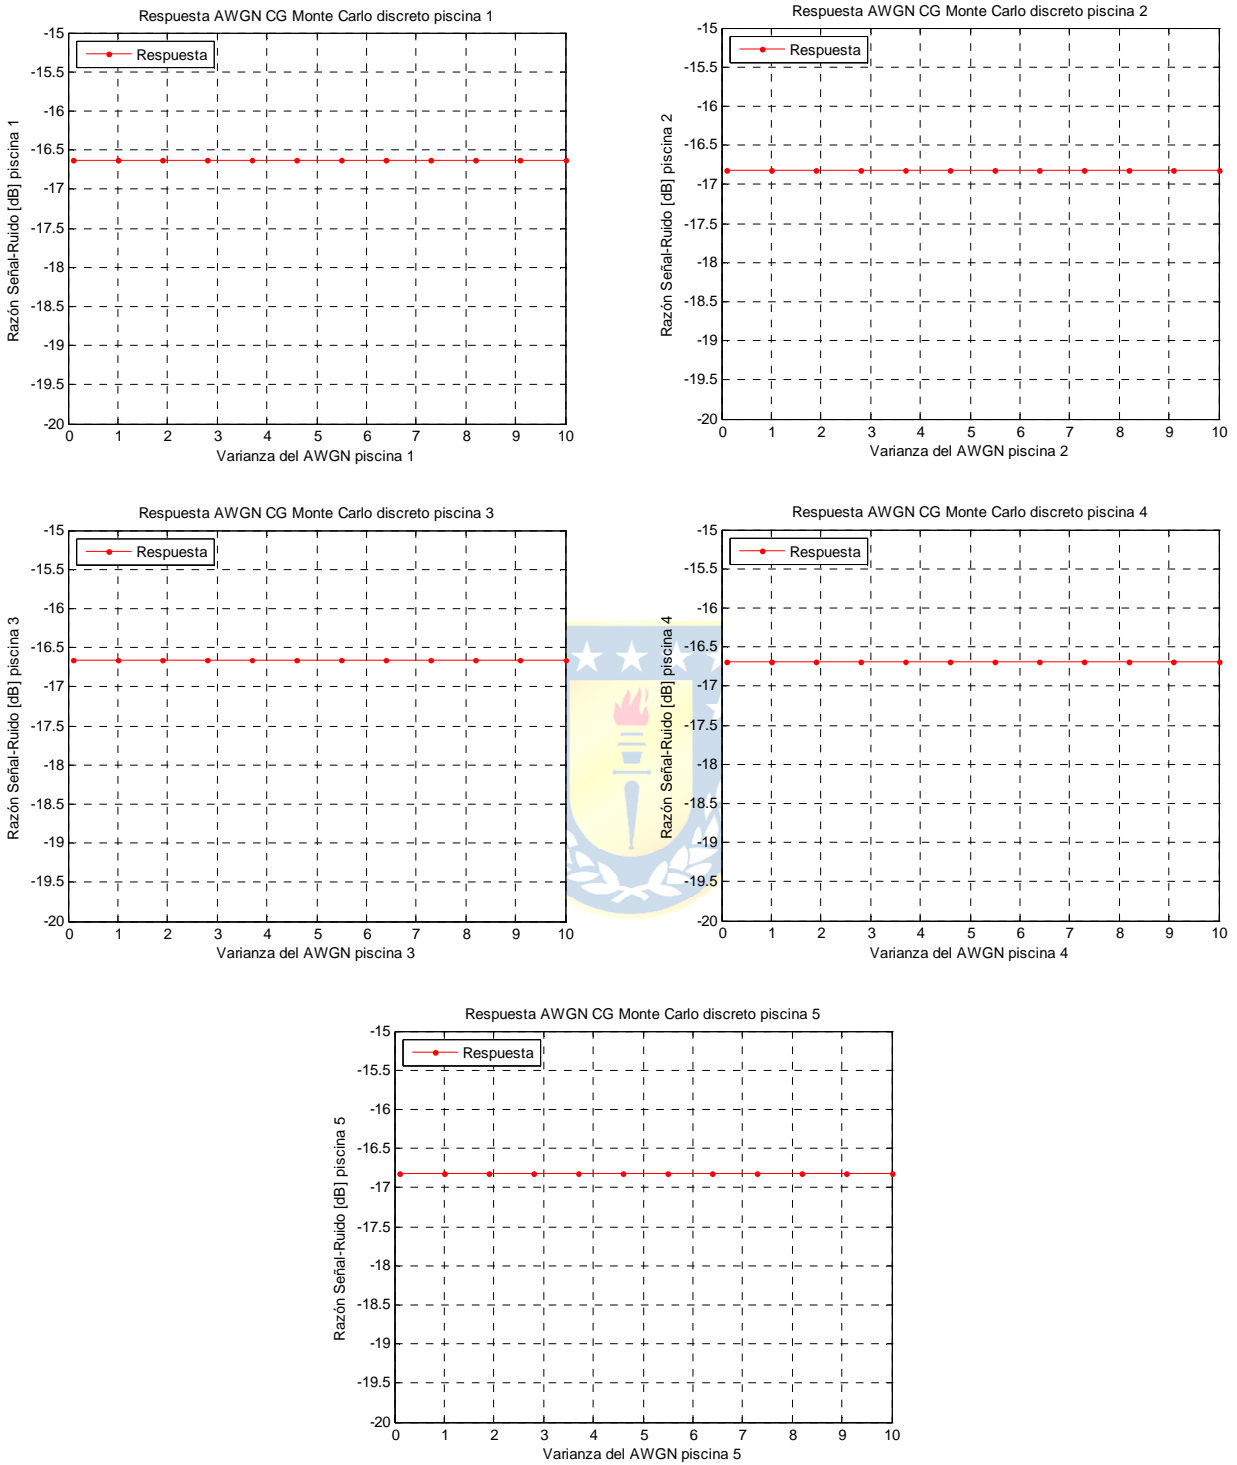 Respuesta AWGN CG Monte Carlo discreto piscina 1
Respuesta
-15
-15.5
-16
-16.5
-17
-17.5
-18
-18.5
-19
-19.5
-20
Razón Señal-Ruido [dB] piscina 1
0 1 2 3 4 5 6 7 8 9 10
Varianza del AWGN piscina 1
Respuesta AWGN CG Monte Carlo discreto piscina 2
Respuesta
-15
-15.5
-16
-16.5
-17
-17.5
-18
-18.5
-19
-19.5
-20
Razón Señal-Ruido [dB] piscina 2
0 1 2 3 4 5 6 7 8 9 10
Varianza del AWGN piscina 2
Respuesta AWGN CG Monte Carlo discreto piscina 3
Respuesta
-15
-15.5
-16
-16.5
-17
-17.5
-18
-18.5
-19
-19.5
-20
Razón Señal-Ruido [dB] piscina 3
0 1 2 3 4 5 6 7 8 9 10
Varianza del AWGN piscina 3
Respuesta AWGN CG Monte Carlo discreto piscina 4
Respuesta
-15
-15.5
-16
-16.5
-17
-17.5
-18
-18.5
-19
-19.5
-20
Razón Señal-Ruido [dB] piscina 4
0 1 2 3 4 5 6 7 8 9 10
Varianza del AWGN piscina 4
Respuesta AWGN CG Monte Carlo discreto piscina 5
Respuesta
-15
-15.5
-16
-16.5
-17
-17.5
-18
-18.5
-19
-19.5
-20
Razón Señal-Ruido [dB] piscina 5
0 1 2 3 4 5 6 7 8 9 10
Varianza del AWGN piscina 5